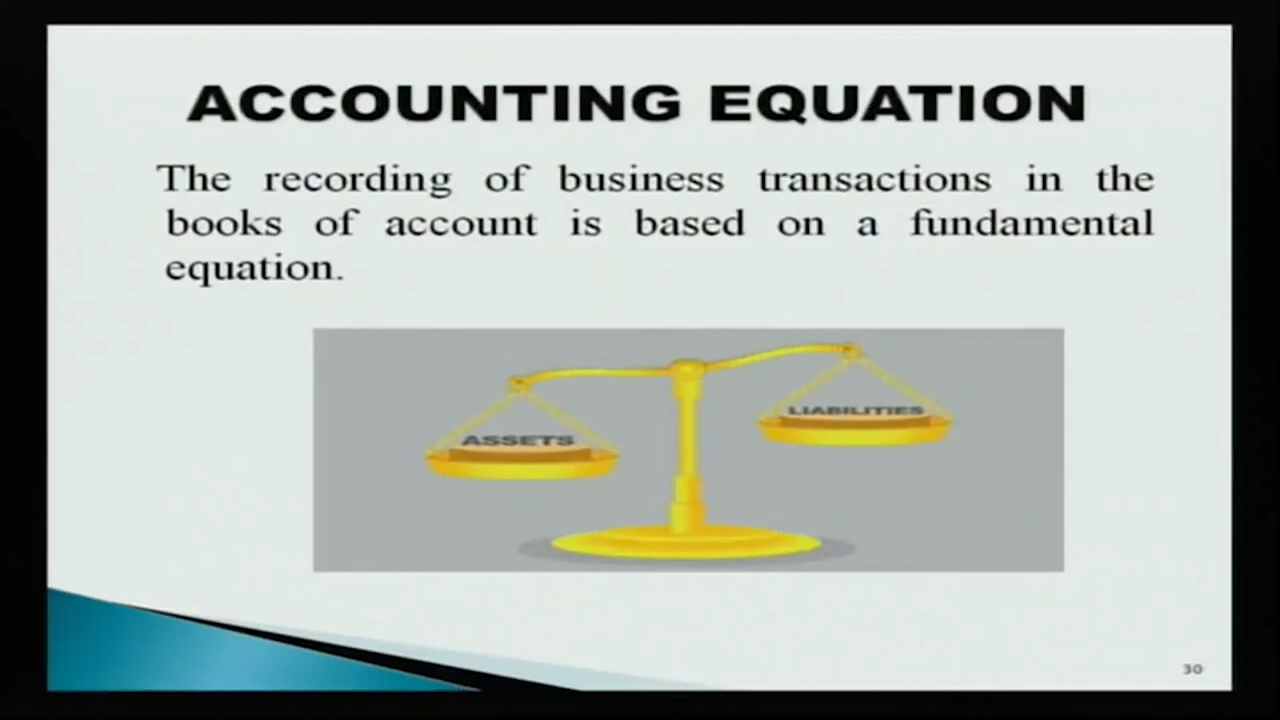 ACCOUNTING EQUATION
The recording of business transactions in the
books of account is based on a fundamental
equation.
LIABILITIES
ASSETS
30